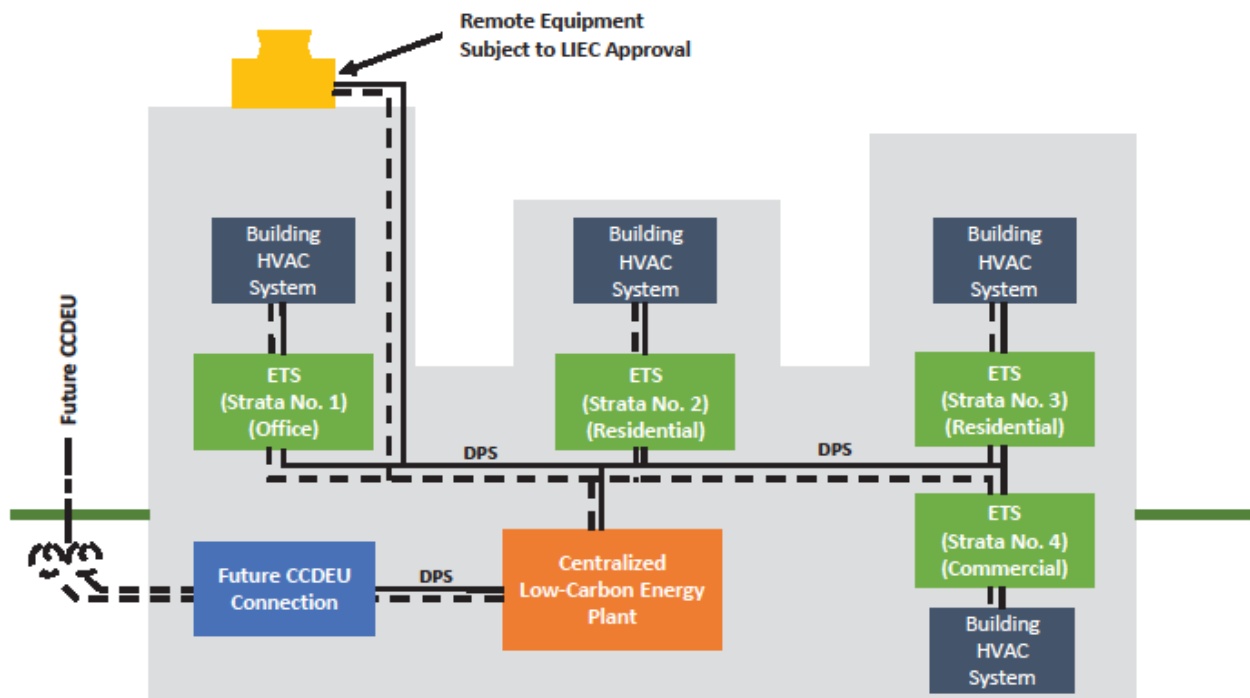 Remote Equipment
Subject to LIEC Approval
Building
HVAC
System
Building
HVAC
System
Building
HVAC
System
Future CCDEU
ETS
(Strata No. 1)
(Office)
ETS
(Strata No. 2)
(Residential)
ETS
(Strata No. 3)
(Residential)
DPS
DPS
ETS
(Strata No. 4)
(Commercial)
Future CCDEU
Connection
DPS
Centralized
Low-Carbon Energy
Plant
Building
HVAC
System